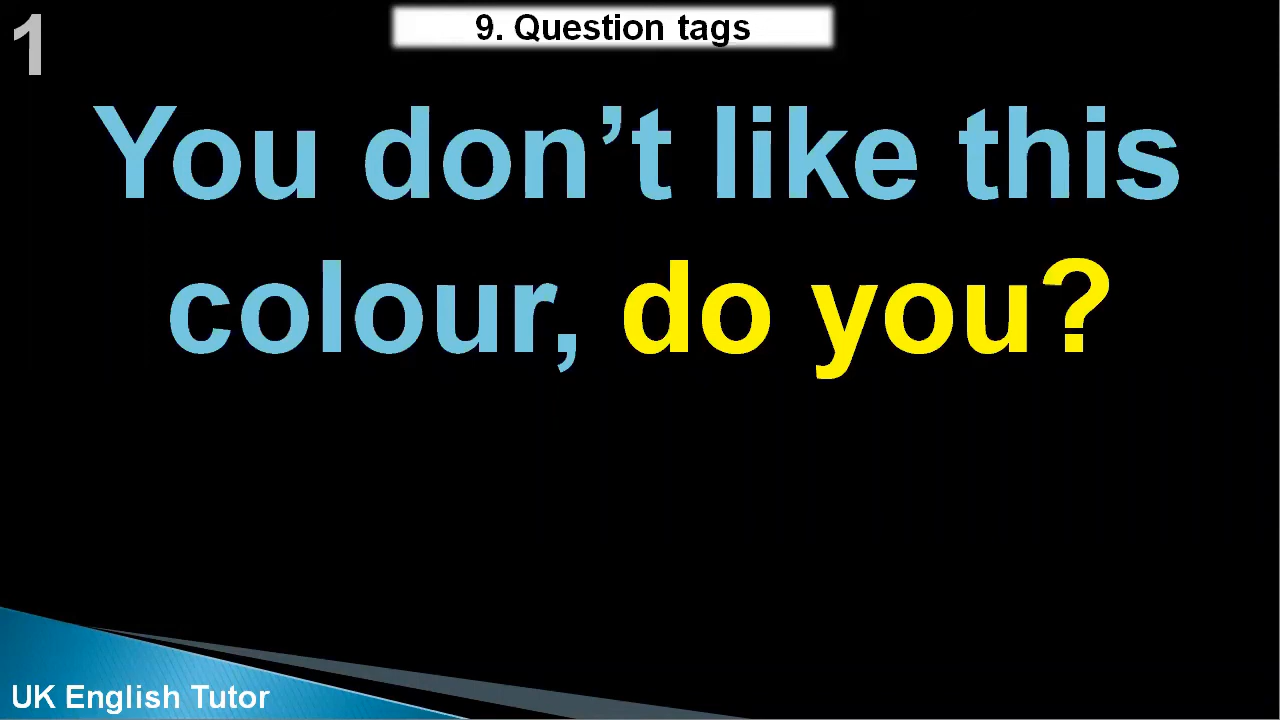 1
9. Question tags
You don’t like this
colour, do you?
UK English Tutor